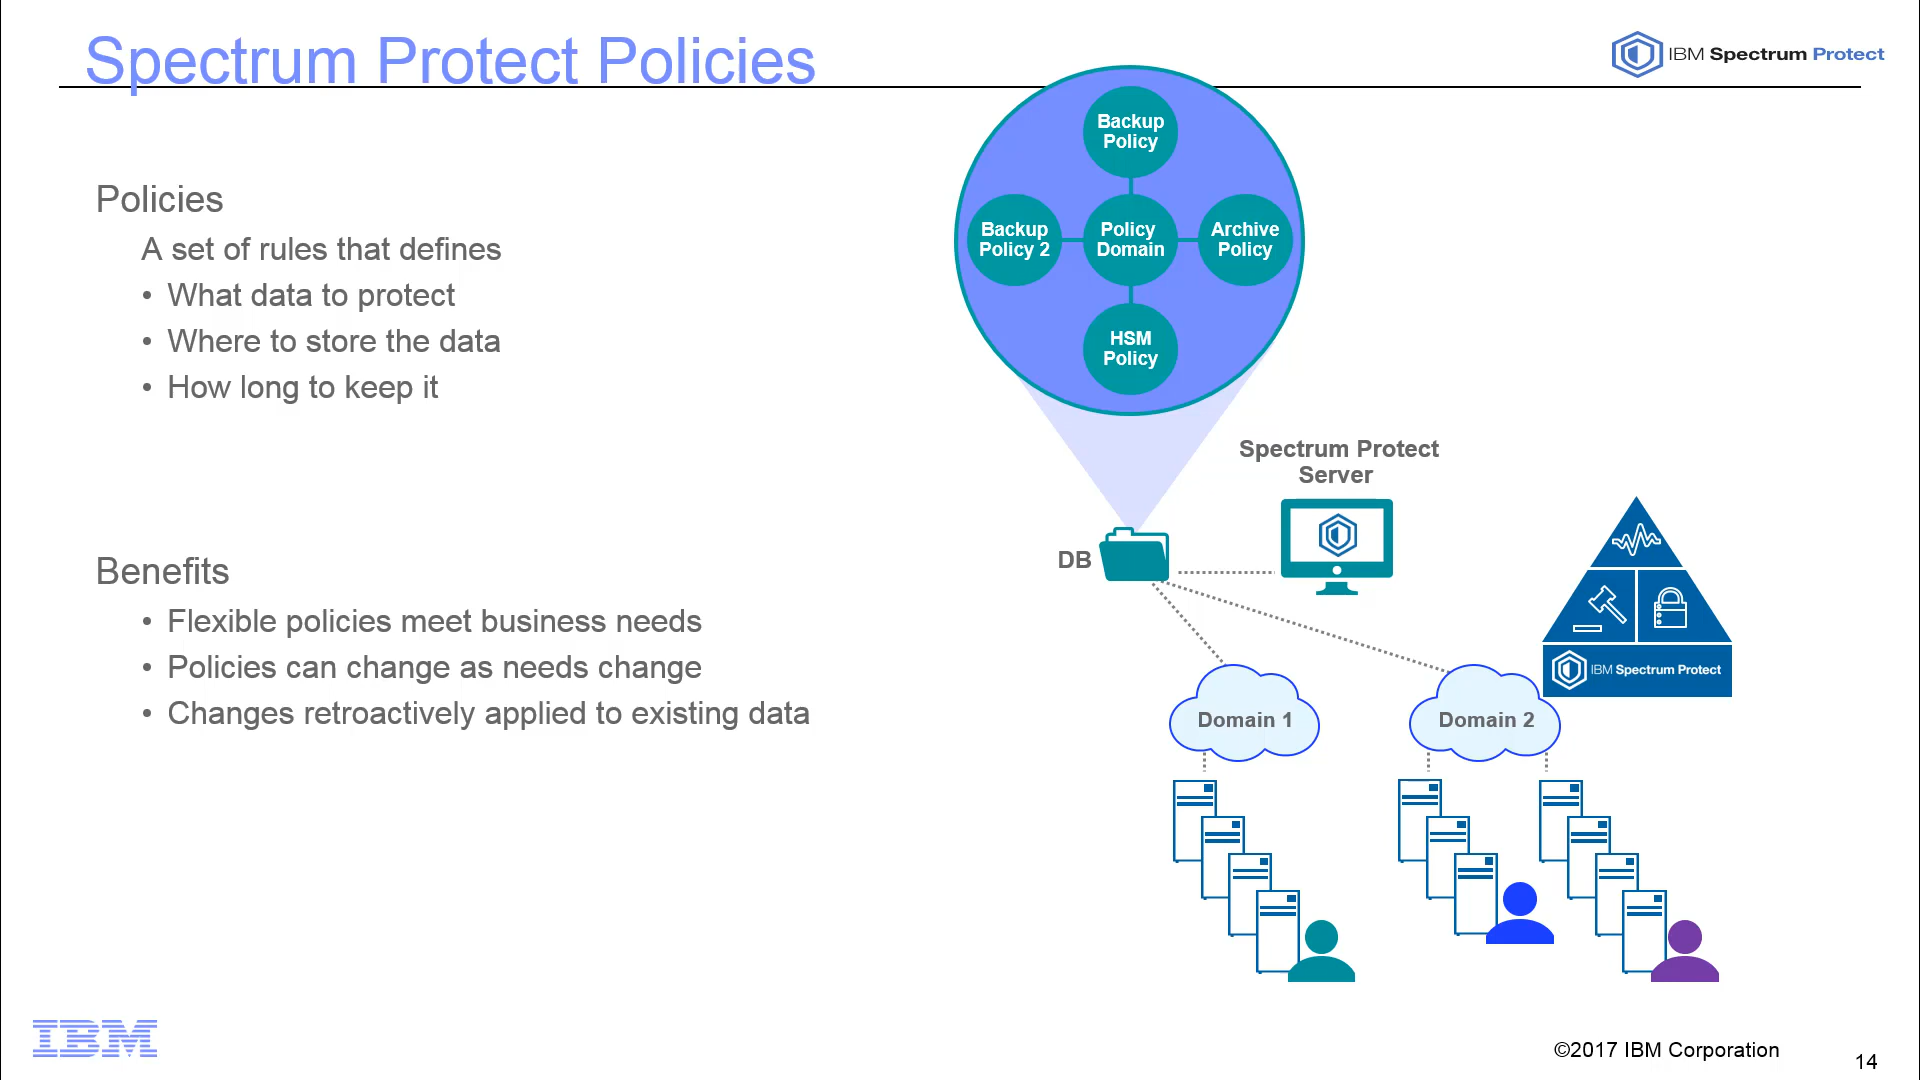 Spectrum Protect Policies
IBM Spectrum Protect
Policies
A set of rules that defines
• What data to protect
• Where to store the data
• How long to keep it
Benefits
• Flexible policies meet business needs
• Policies can change as needs change
• Changes retroactively applied to existing data
Backup
Policy
Backup
Policy 2
Policy
Domain
Archive
Policy
HSM
Policy
Spectrum Protect
Server
DB
IBM Spectrum Protect
Domain 1
Domain 2
IBM
©2017 IBM Corporation
14